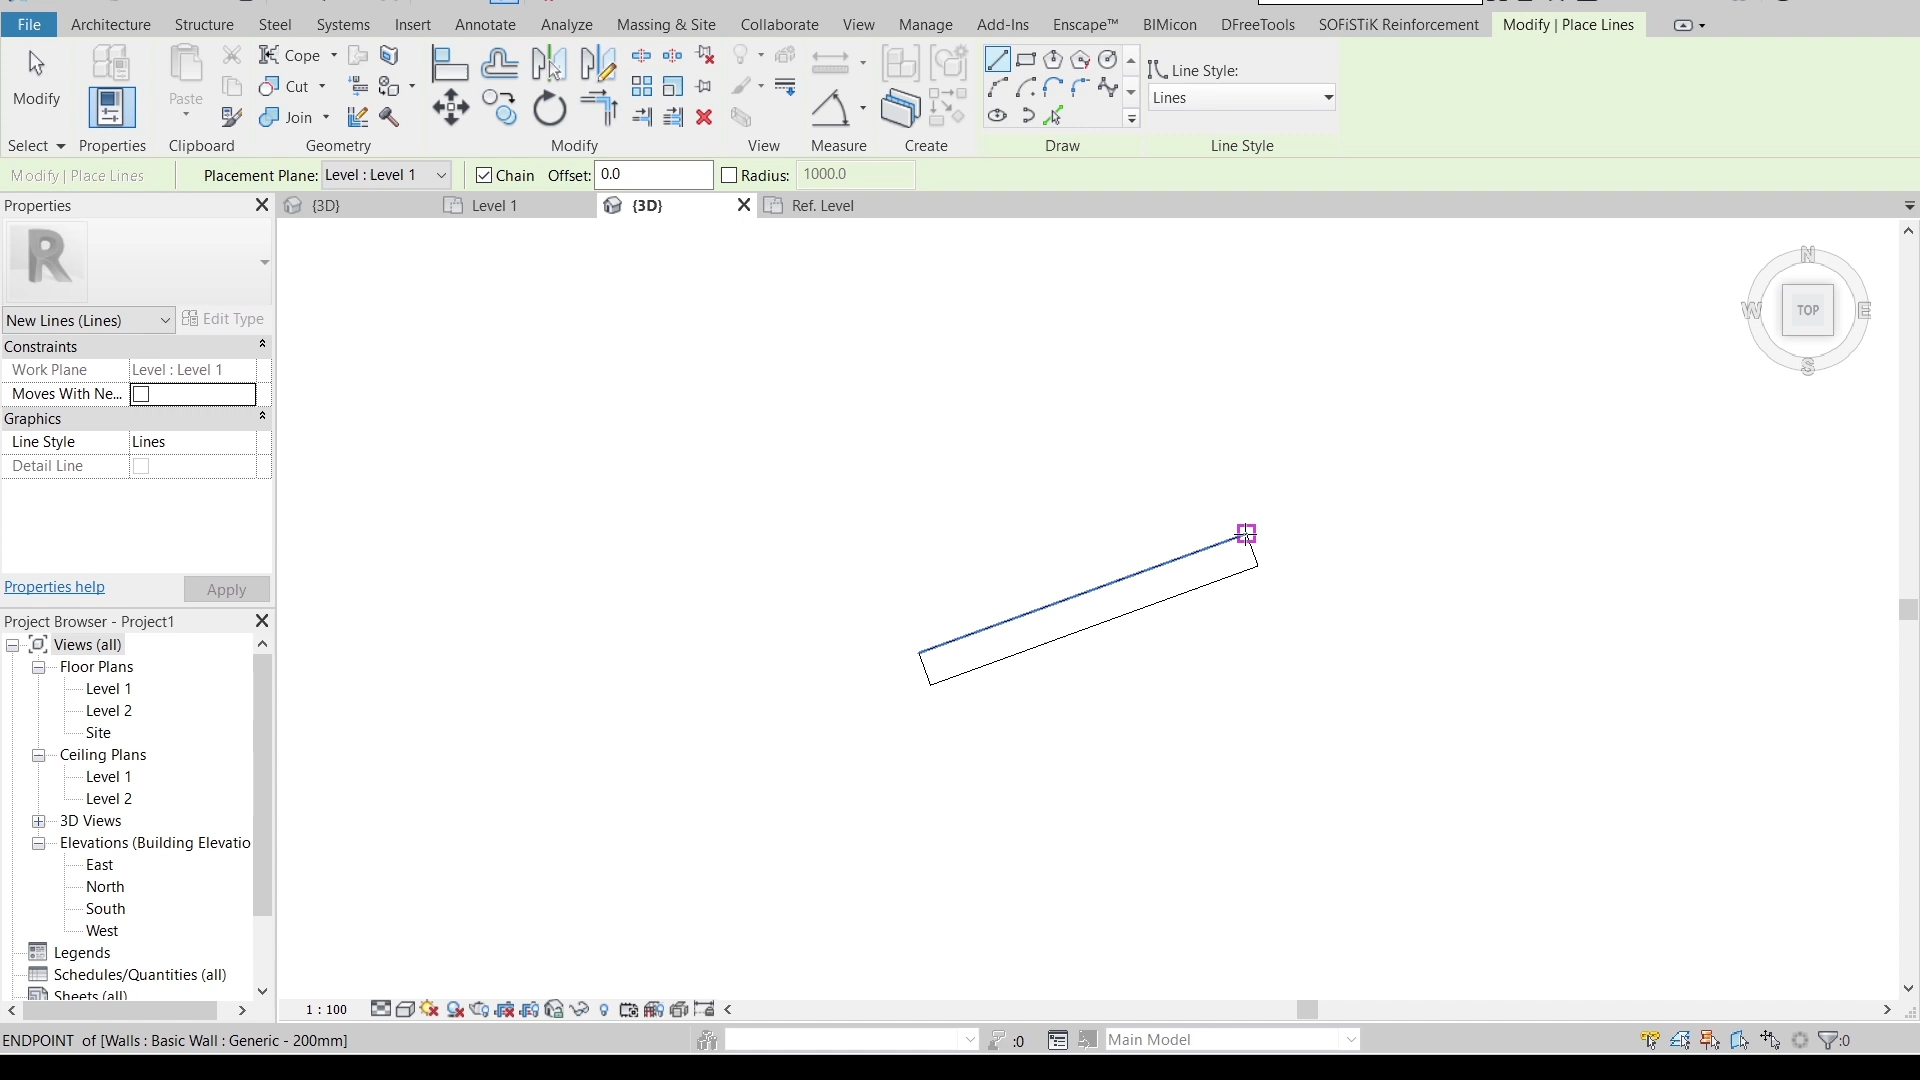 File Architecture Structure Steel Systems Insert Annotate Analyze Massing & Site Collaborate View Manage Add-Ins Enscape™ BIMicon DFreeTools SOFiSTiK Reinforcement Modify | Place Lines
Modify
Paste
Cope
Cut
Join
Line Style:
Lines
Select Properties Clipboard Geometry Modify View Measure Create Draw Line Style
Modify | Place Lines Placement Plane: Level : Level 1 Chain Offset: 0.0 Radius: 1000.0
Properties
{3D} Level 1 {3D} Ref. Level
R
New Lines (Lines) Edit Type
Constraints
Work Plane Level : Level 1
Moves With Ne...
Graphics
Line Style Lines
Detail Line
Properties help Apply
N
W TOP E
S
Project Browser - Project1
Views (all)
Floor Plans
Level 1
Level 2
Site
Ceiling Plans
Level 1
Level 2
3D Views
Elevations (Building Elevatio
East
North
South
West
Legends
Schedules/Quantities (all)
Sheets (all)
1 : 100
ENDPOINT of [Walls : Basic Wall : Generic - 200mm] :0 Main Model :0